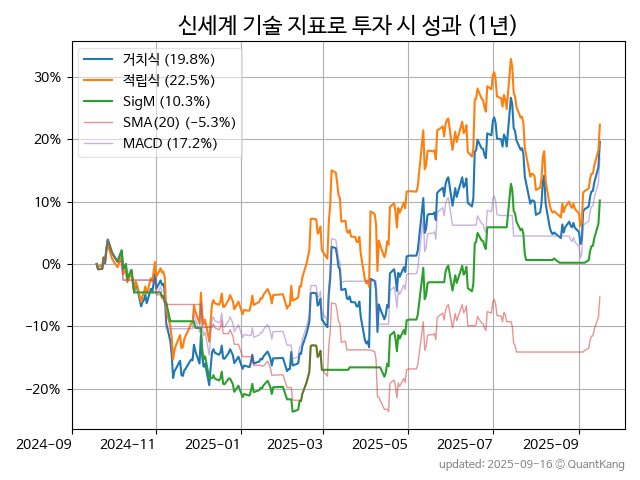 신세계 기술 지표로 투자 시 성과 (1년)
거치식 (19.8%)
적립식 (22.5%)
SigM (10.3%)
SMA(20) (−5.3%)
MACD (17.2%)
30%
20%
10%
0%
−10%
−20%
2024-09 2024-11 2025-01 2025-03 2025-05 2025-07 2025-09
updated: 2025-09-16 © QuantKang